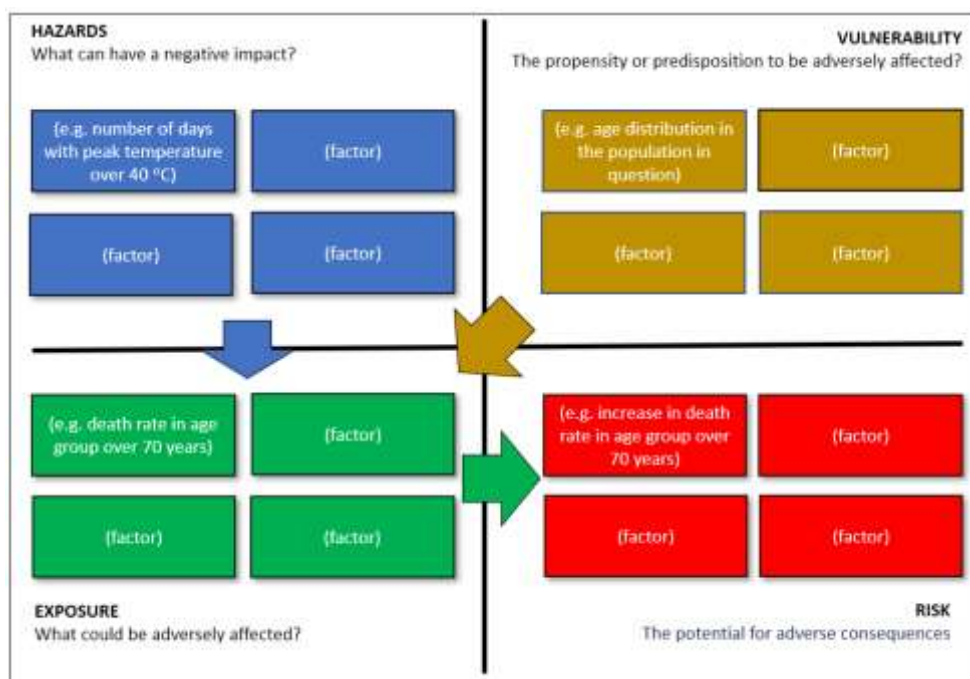 HAZARDS
What can have a negative impact?
VULNERABILITY
The propensity or predisposition to be adversely affected?
(e.g. number of days
with peak temperature
over 40 °C)
(factor)
(e.g. age distribution in
the population in
question)
(factor)
(factor)
(factor)
(factor)
(factor)
(e.g. death rate in age
group over 70 years)
(factor)
(e.g. increase in death
rate in age group over
70 years)
(factor)
(factor)
(factor)
(factor)
(factor)
EXPOSURE
What could be adversely affected?
RISK
The potential for adverse consequences